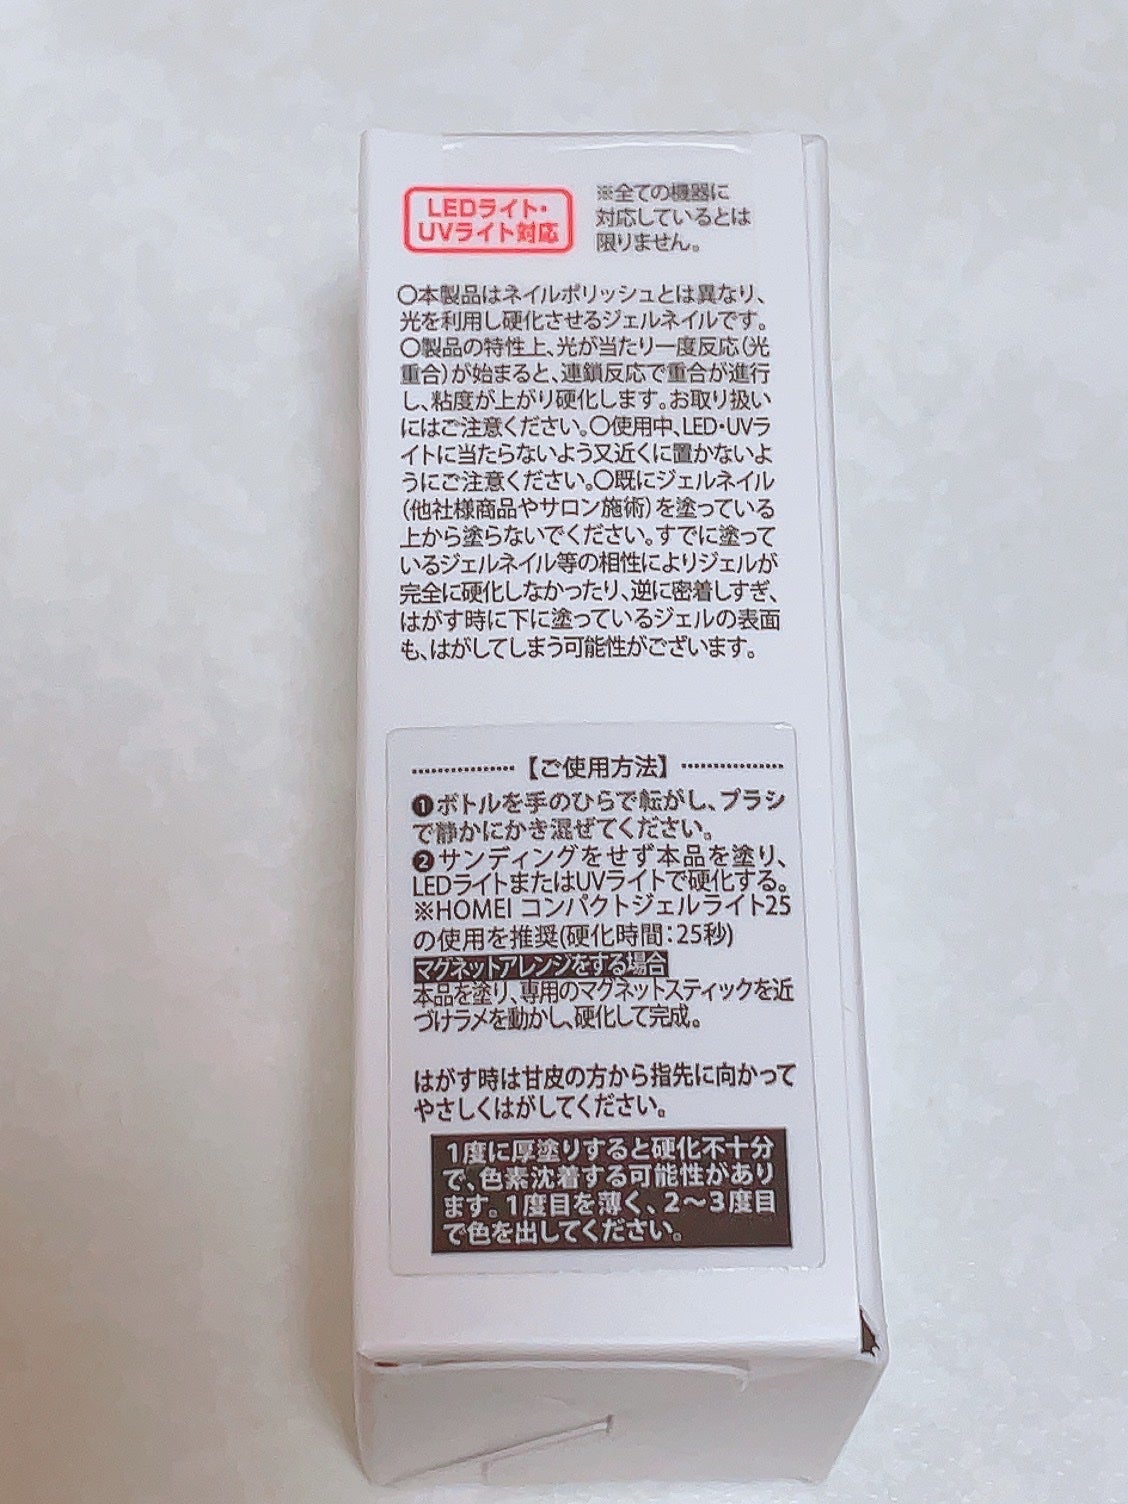 LEDライト・
UVライト対応
※全ての機器に
対応しているとは
限りません。
〇本製品はネイルポリッシュとは異なり、
光を利用し硬化させるジェルネイルです。
〇製品の特性上、光が当たり一度反応（光
重合）が始まると、連鎖反応で重合が進行
し、粘度が上がり硬化します。お取り扱い
にはご注意ください。〇使用中、LED・UVラ
イトに当たらないよう又近くに置かないよ
うにご注意ください。〇既にジェルネイル
（他社様商品やサロン施術）を塗っている
上から塗らないでください。すでに塗って
いるジェルネイル等の相性によりジェルが
完全に硬化しなかったり、逆に密着しすぎ、
はがす時に下に塗っているジェルの表面
も、はがしてしまう可能性がございます。
【ご使用方法】
❶ボトルを手のひらで転がし、ブラシ
で静かにかき混ぜてください。
❷サンディングをせず本品を塗り、
LEDライトまたはUVライトで硬化する。
※HOMEI コンパクトジェルライト25
の使用を推奨(硬化時間：25秒)
マグネットアレンジをする場合
本品を塗り、専用のマグネットスティックを近
づけラメを動かし、硬化して完成。
はがす時は甘皮の方から指先に向かって
やさしくはがしてください。
1度に厚塗りすると硬化不十分
で、色素沈着する可能性があり
ます。1度目を薄く、2～3度目
で色を出してください。